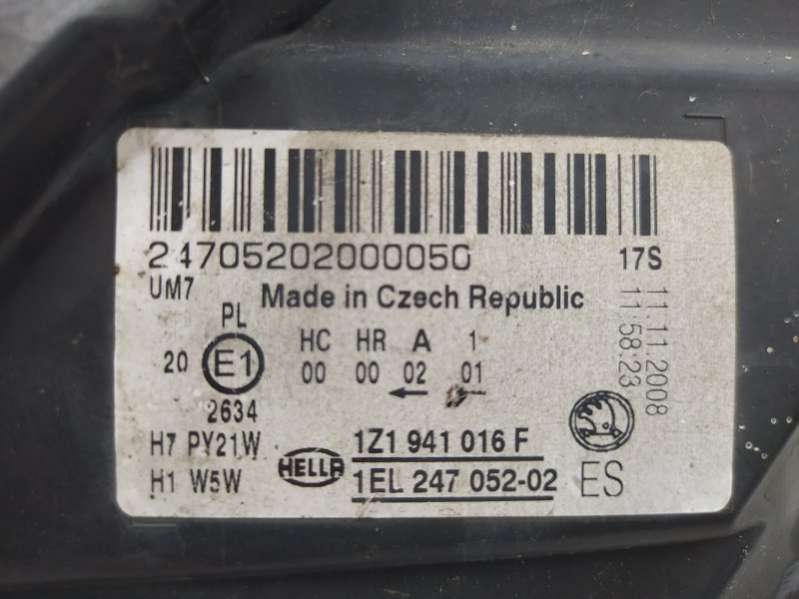 24705202000050 17S
UM7 Made in Czech Republic
11.11.2008
11:58:23
PL
HC HR A 1
20 E1 00 00 02 01
←
2634
H7 PY21W 1Z1 941 016 F
H1 W5W HELLA 1EL 247 052-02 ES